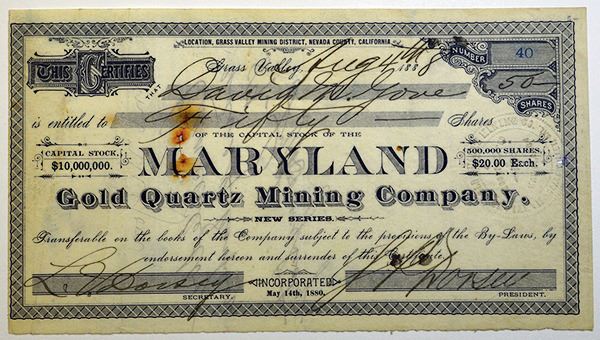 LOCATION, GRASS VALLEY MINING DISTRICT, NEVADA COUNTY, CALIFORNIA.
THIS CERTIFIES
NUMBER 40
Grass Valley, Aug 4th 1888
THAT David Gove
50 SHARES
is entitled to Fifty Shares
OF THE CAPITAL STOCK OF THE
CAPITAL STOCK,
$10,000,000.
MARYLAND
500,000 SHARES,
$20.00 Each.
Gold Quartz Mining Company.
NEW SERIES.
Transferable on the books of the Company subject to the provisions of the By-Laws, by
endorsement hereon and surrender of this Certificate.
INCORPORATED
May 14th, 1880.
SECRETARY.
PRESIDENT.